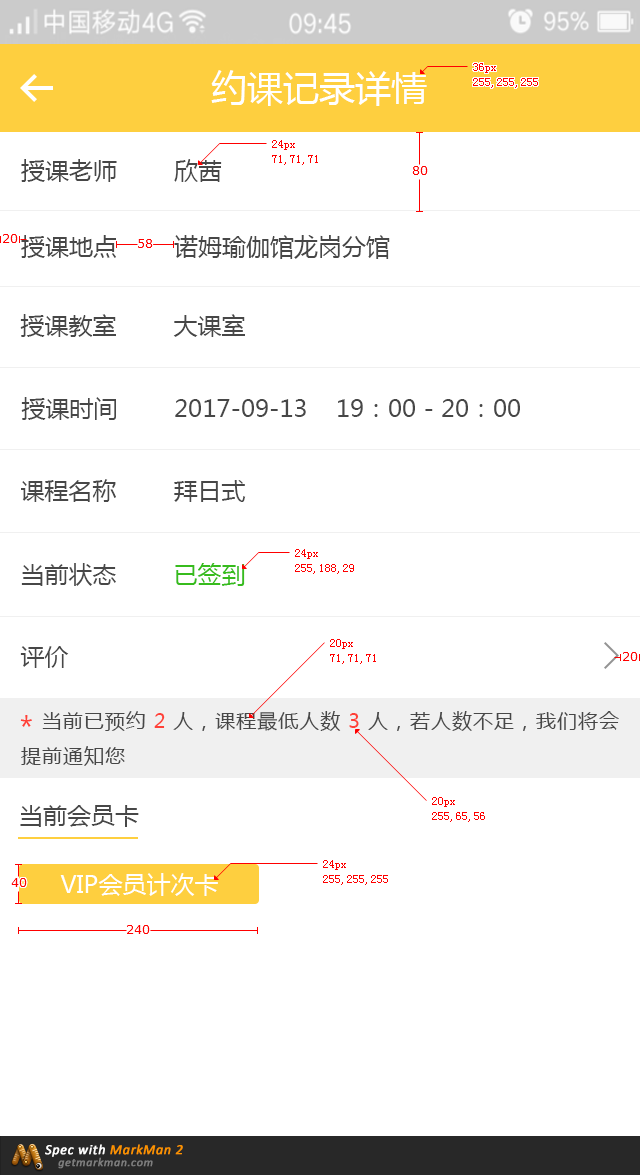 中国移动4G 09:45 95%
约课记录详情
36px
255, 255, 255
授课老师 欣茜
24px
71, 71, 71
80
20 授课地点 58 诺姆瑜伽馆龙岗分馆
授课教室 大课室
授课时间 2017-09-13 19：00 - 20：00
课程名称 拜日式
当前状态 已签到
24px
255, 188, 29
评价
20px
71, 71, 71
20
* 当前已预约 2 人，课程最低人数 3 人，若人数不足，我们将会
提前通知您
20px
255, 65, 56
当前会员卡
40 VIP会员计次卡
24px
255, 255, 255
240
Spec with MarkMan 2
getmarkman.com